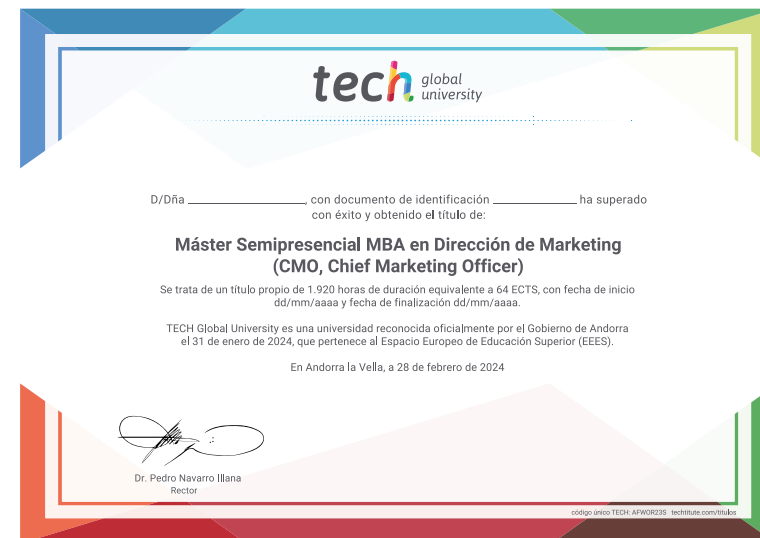 tech global university
D/Dña ____________________, con documento de identificación ______________ ha superado
con éxito y obtenido el título de:
Máster Semipresencial MBA en Dirección de Marketing
(CMO, Chief Marketing Officer)
Se trata de un título propio de 1.920 horas de duración equivalente a 64 ECTS, con fecha de inicio
dd/mm/aaaa y fecha de finalización dd/mm/aaaa.
TECH Global University es una universidad reconocida oficialmente por el Gobierno de Andorra
el 31 de enero de 2024, que pertenece al Espacio Europeo de Educación Superior (EEES).
En Andorra la Vella, a 28 de febrero de 2024
Dr. Pedro Navarro Illana
Rector
código único TECH: AFWOR23S techtitute.com/titulos